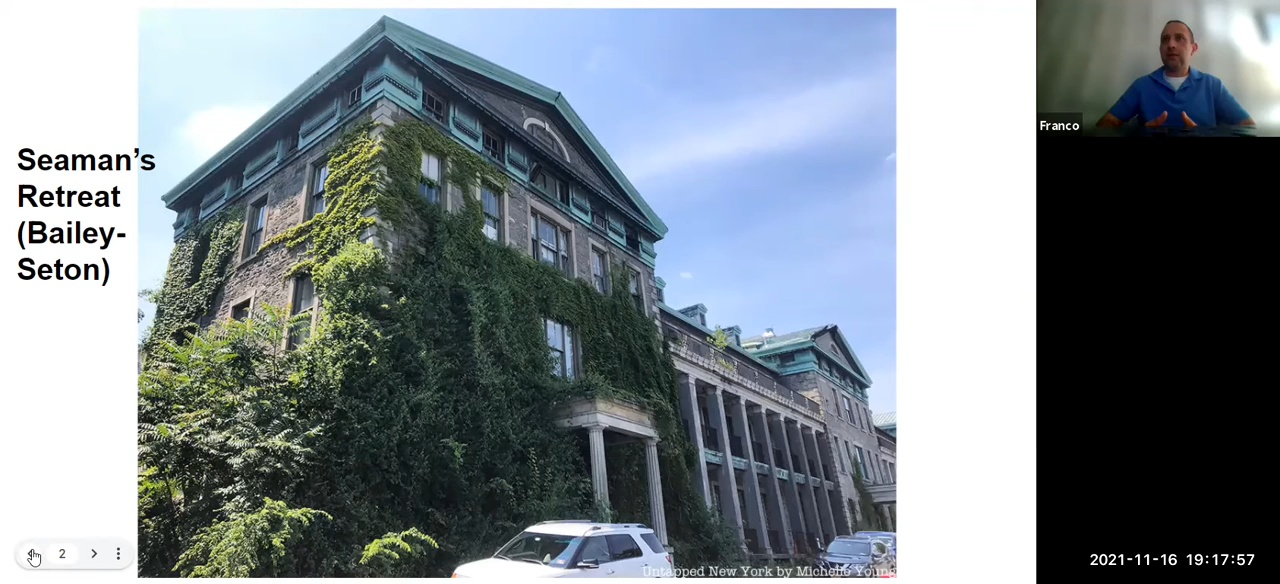 Seaman’s
Retreat
(Bailey-
Seton)
Franco
2
Untapped New York by Michelle Young
2021-11-16 19:17:57